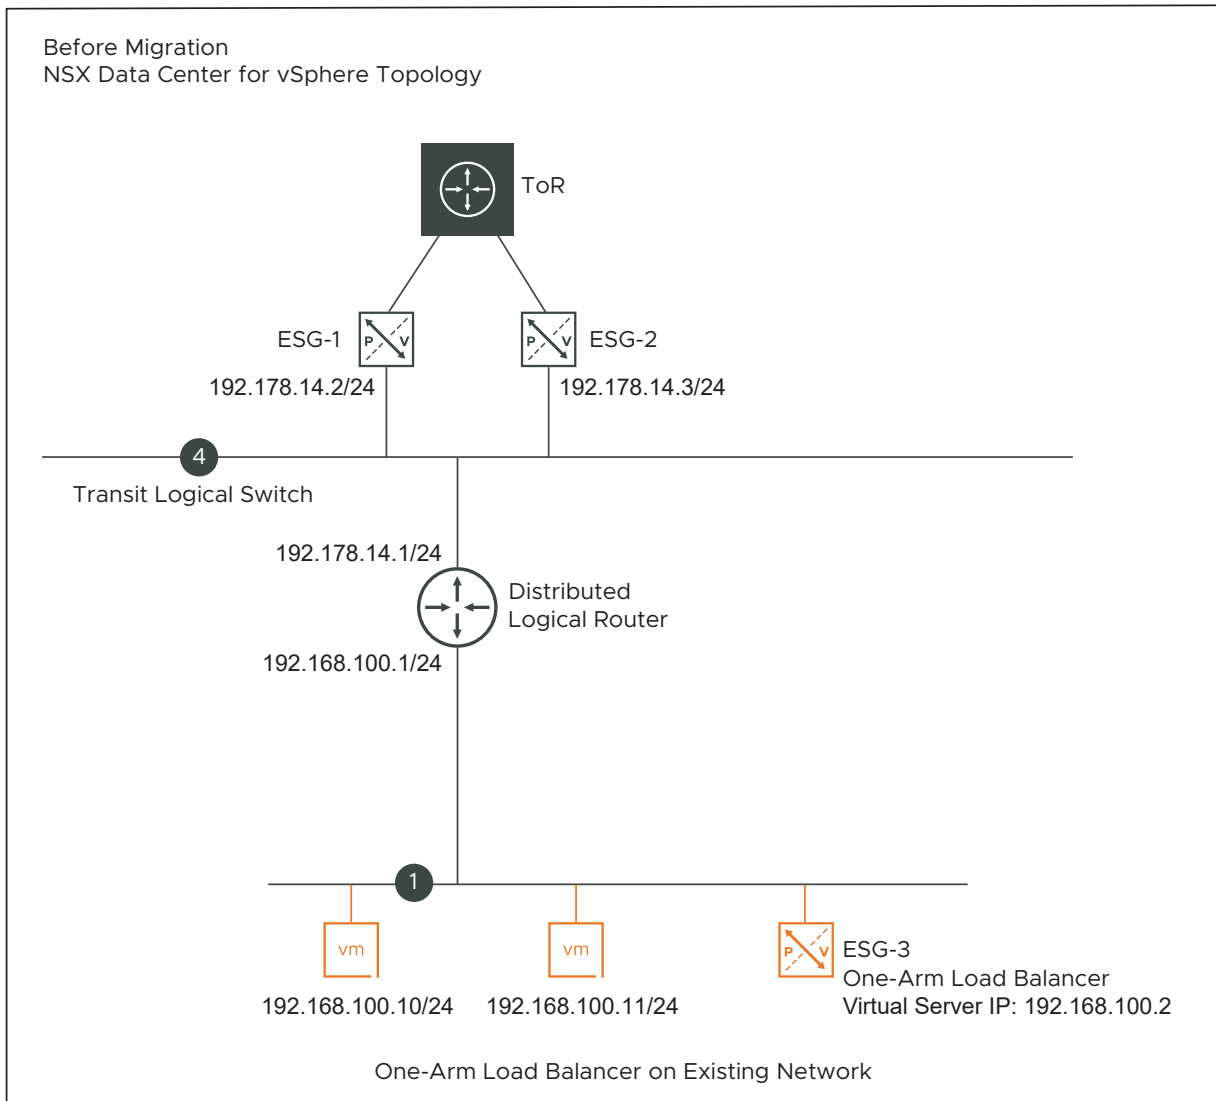 Before Migration
NSX Data Center for vSphere Topology
ToR
ESG-1
P V
P V
ESG-2
192.178.14.2/24
192.178.14.3/24
4
Transit Logical Switch
192.178.14.1/24
Distributed
Logical Router
192.168.100.1/24
1
vm
vm
P V
ESG-3
One-Arm Load Balancer
Virtual Server IP: 192.168.100.2
192.168.100.10/24
192.168.100.11/24
One-Arm Load Balancer on Existing Network